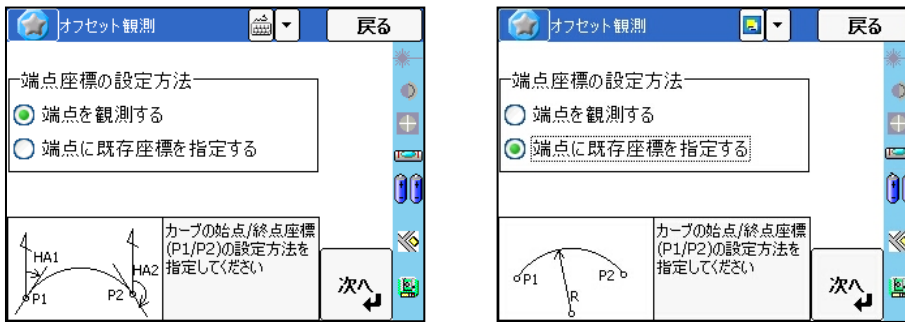 オフセット観測
戻る
端点座標の設定方法
端点を観測する
端点に既存座標を指定する
HA1
HA2
P1
P2
カーブの始点/終点座標
(P1/P2)の設定方法を
指定してください
次へ
オフセット観測
戻る
端点座標の設定方法
端点を観測する
端点に既存座標を指定する
P1
P2
R
カーブの始点/終点座標
(P1/P2)の設定方法を
指定してください
次へ